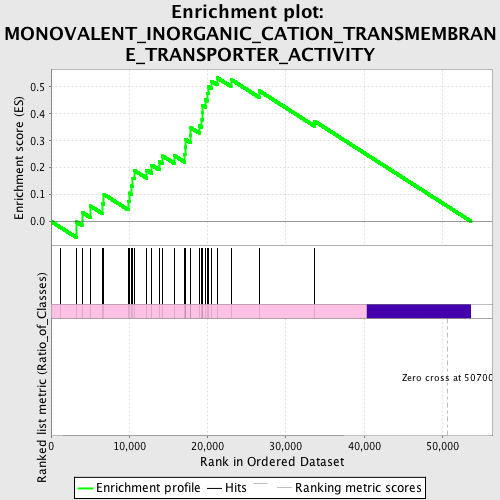 Enrichment plot:
MONOVALENT_INORGANIC_CATION_TRANSMEMBRAN
E_TRANSPORTER_ACTIVITY
Enrichment score (ES)
0.5
0.4
0.3
0.2
0.1
0.0
Ranked list metric (Ratio_of_Classes)
Zero cross at 50700
0
10,000
20,000
30,000
40,000
50,000
Rank in Ordered Dataset
Enrichment profile
Hits
Ranking metric scores